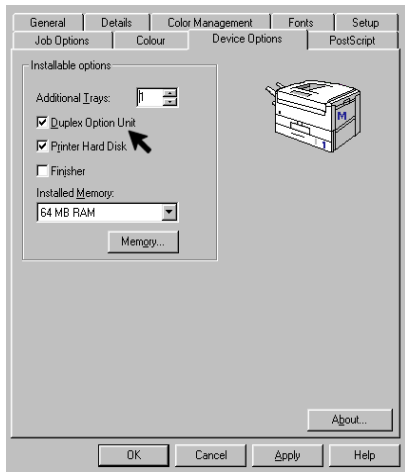 General Details Color Management Fonts Setup
Job Options Colour Device Options PostScript
Installable options
Additional Trays: 1
Duplex Option Unit
Printer Hard Disk
Finisher
Installed Memory:
64 MB RAM
Memory...
M
1
About...
OK Cancel Apply Help